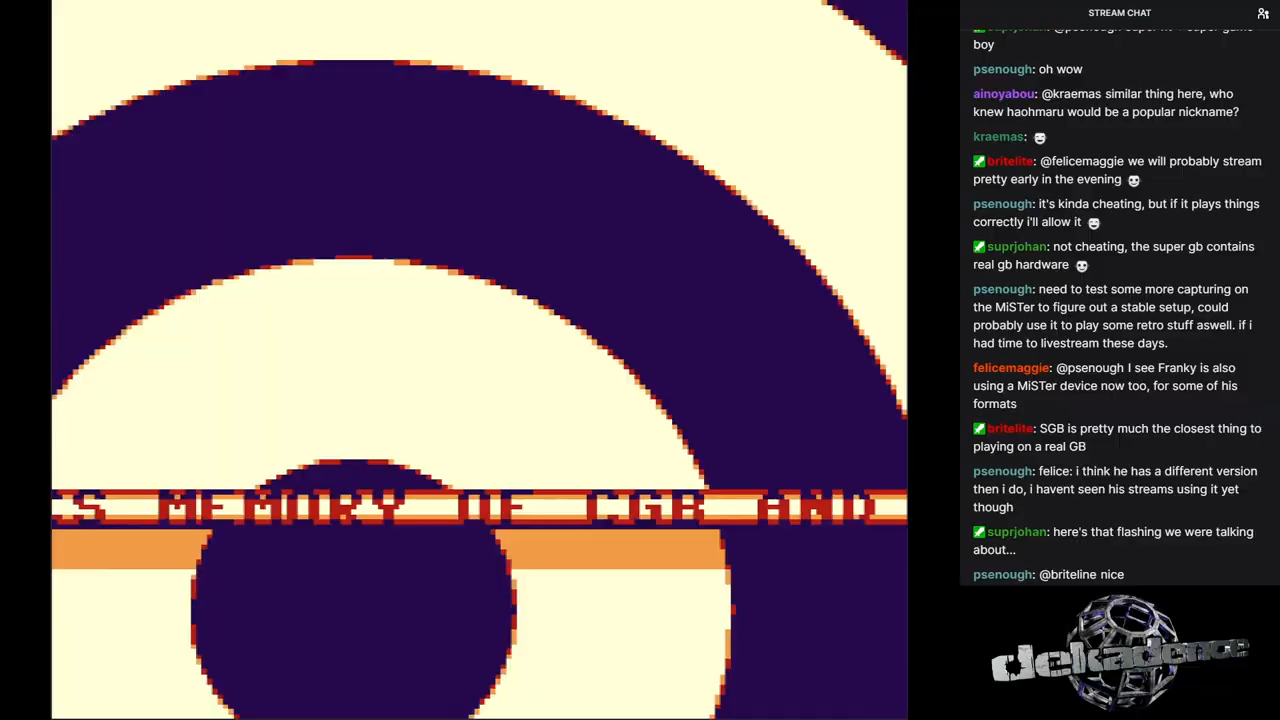 S MEMORY OF CGB AND
STREAM CHAT
boy
psenough: oh wow
ainoyabou: @kraemas similar thing here, who
knew haohmaru would be a popular nickname?
kraemas:
britelite: @felicemaggie we will probably stream
pretty early in the evening
psenough: it's kinda cheating, but if it plays things
correctly i'll allow it
suprjohan: not cheating, the super gb contains
real gb hardware
psenough: need to test some more capturing on
the MiSTer to figure out a stable setup, could
probably use it to play some retro stuff aswell. if i
had time to livestream these days.
felicemaggie: @psenough I see Franky is also
using a MiSTer device now too, for some of his
formats
britelite: SGB is pretty much the closest thing to
playing on a real GB
psenough: felice: i think he has a different version
then i do, i havent seen his streams using it yet
though
suprjohan: here's that flashing we were talking
about...
psenough: @briteline nice
dekadence